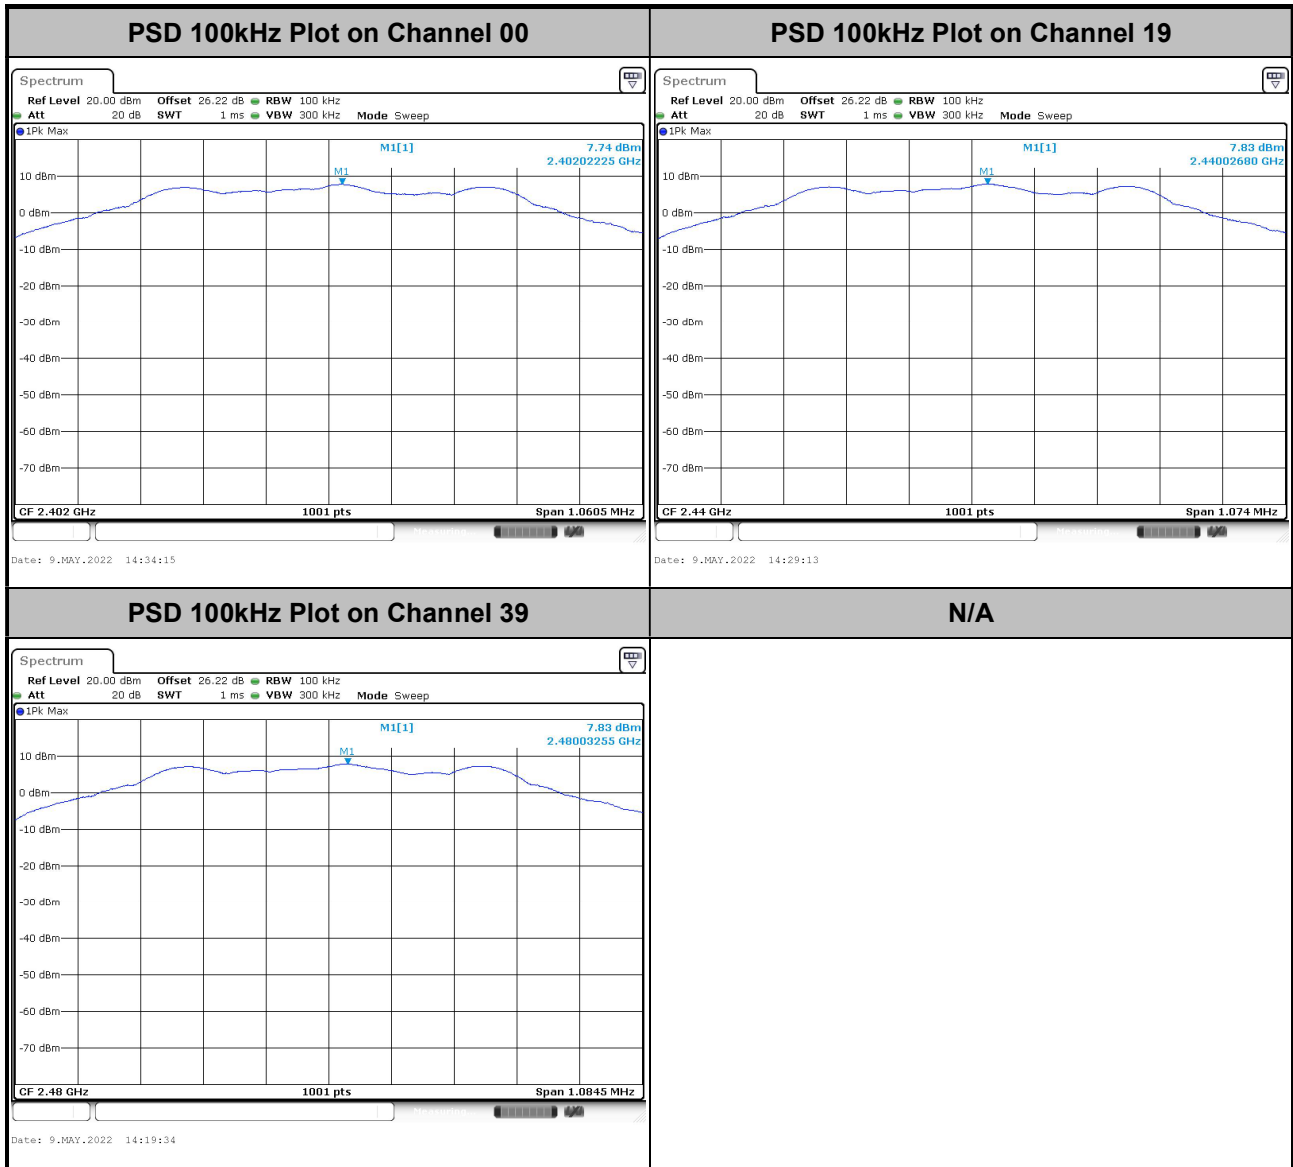 PSD 100kHz Plot on Channel 00
Spectrum
Ref Level 20.00 dBm Offset 26.22 dB RBW 100 kHz
Att 20 dB SWT 1 ms VBW 300 kHz Mode Sweep
1Pk Max
M1[1] 7.74 dBm
2.40202225 GHz
M1
10 dBm
0 dBm
-10 dBm
-20 dBm
-30 dBm
-40 dBm
-50 dBm
-60 dBm
-70 dBm
CF 2.402 GHz 1001 pts Span 1.0605 MHz
Measuring
Date: 9.MAY.2022 14:34:15
PSD 100kHz Plot on Channel 19
Spectrum
Ref Level 20.00 dBm Offset 26.22 dB RBW 100 kHz
Att 20 dB SWT 1 ms VBW 300 kHz Mode Sweep
1Pk Max
M1[1] 7.83 dBm
2.44002680 GHz
M1
10 dBm
0 dBm
-10 dBm
-20 dBm
-30 dBm
-40 dBm
-50 dBm
-60 dBm
-70 dBm
CF 2.44 GHz 1001 pts Span 1.074 MHz
Measuring
Date: 9.MAY.2022 14:29:13
PSD 100kHz Plot on Channel 39
Spectrum
Ref Level 20.00 dBm Offset 26.22 dB RBW 100 kHz
Att 20 dB SWT 1 ms VBW 300 kHz Mode Sweep
1Pk Max
M1[1] 7.83 dBm
2.48003255 GHz
M1
10 dBm
0 dBm
-10 dBm
-20 dBm
-30 dBm
-40 dBm
-50 dBm
-60 dBm
-70 dBm
CF 2.48 GHz 1001 pts Span 1.0845 MHz
Measuring
Date: 9.MAY.2022 14:19:34
N/A